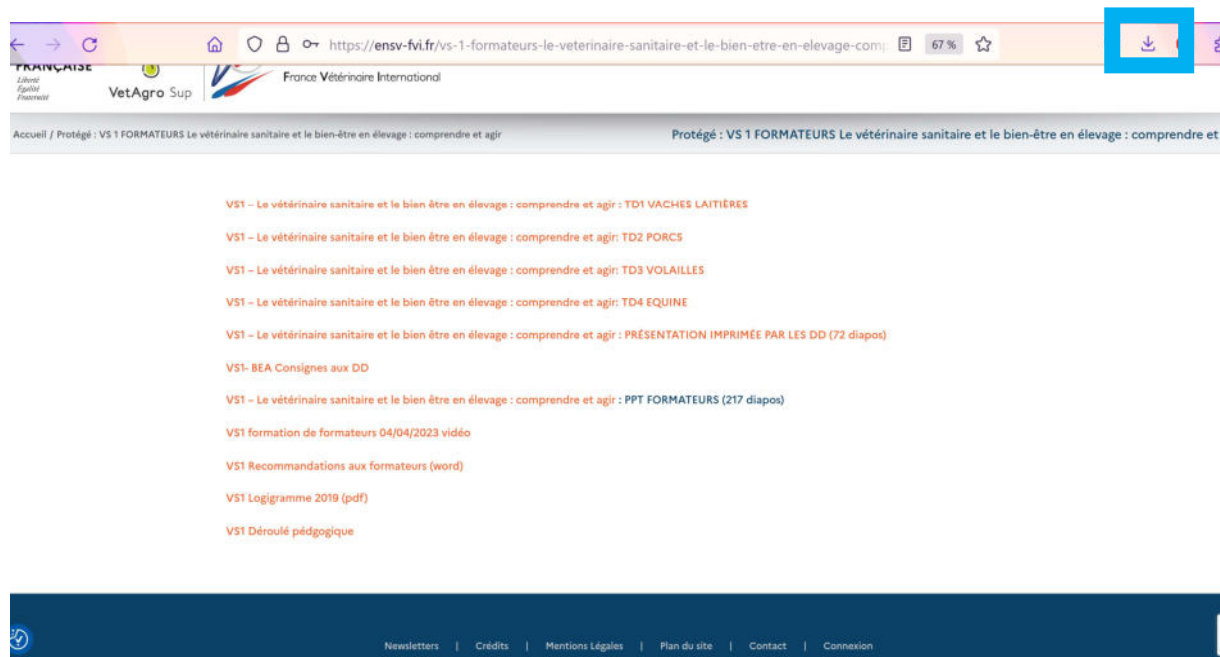 https://ensv-fvi.fr/vs-1-formateurs-le-veterinaire-sanitaire-et-le-bien-etre-en-elevage-comp
67 %
FRANÇAISE
Liberté
Égalité
Fraternité
VetAgro Sup
France Vétérinaire International
Accueil / Protégé : VS 1 FORMATEURS Le vétérinaire sanitaire et le bien-être en élevage : comprendre et agir
Protégé : VS 1 FORMATEURS Le vétérinaire sanitaire et le bien-être en élevage : comprendre et
VS1 – Le vétérinaire sanitaire et le bien être en élevage : comprendre et agir : TD1 VACHES LAITIÈRES
VS1 – Le vétérinaire sanitaire et le bien être en élevage : comprendre et agir: TD2 PORCS
VS1 – Le vétérinaire sanitaire et le bien être en élevage : comprendre et agir: TD3 VOLAILLES
VS1 – Le vétérinaire sanitaire et le bien être en élevage : comprendre et agir: TD4 EQUINE
VS1 – Le vétérinaire sanitaire et le bien être en élevage : comprendre et agir : PRÉSENTATION IMPRIMÉE PAR LES DD (72 diapos)
VS1- BEA Consignes aux DD
VS1 – Le vétérinaire sanitaire et le bien être en élevage : comprendre et agir : PPT FORMATEURS (217 diapos)
VS1 formation de formateurs 04/04/2023 vidéo
VS1 Recommandations aux formateurs (word)
VS1 Logigramme 2019 (pdf)
VS1 Déroulé pédgogique
Newsletters | Crédits | Mentions Légales | Plan du site | Contact | Connexion